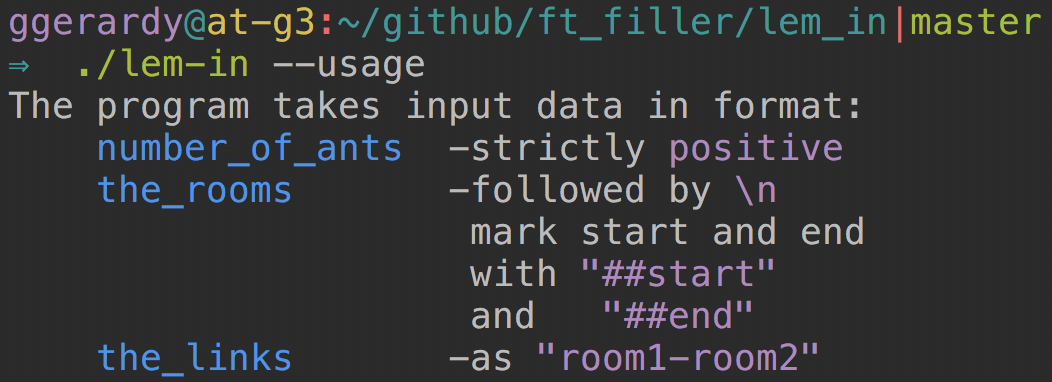 ggerardy@at-g3:~/github/ft_filler/lem_in|master
⇒  ./lem-in --usage
The program takes input data in format:
    number_of_ants  -strictly positive
    the_rooms       -followed by \n
                     mark start and end
                     with "##start"
                     and   "##end"
    the_links       -as "room1-room2"